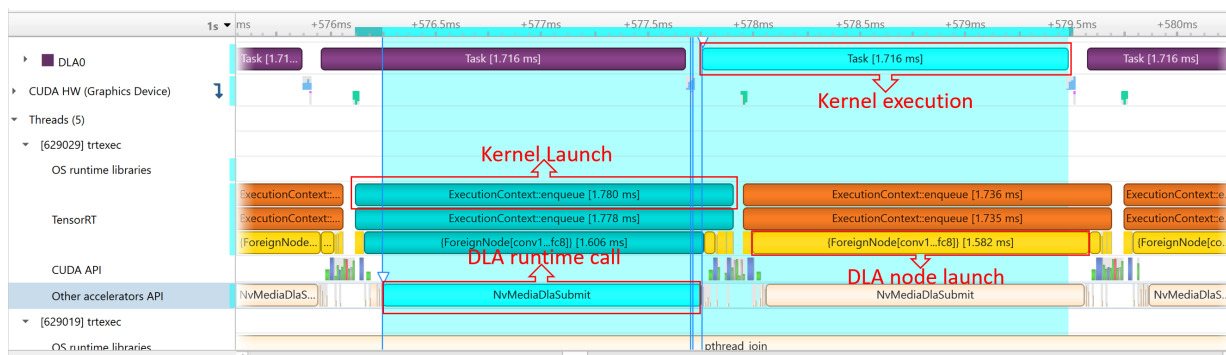 1s ms +576ms +576.5ms +577ms +577.5ms +578ms +578.5ms +579ms +579.5ms +580ms
DLA0 Task [1.71... Task [1.716 ms] Task [1.716 ms] Task [1.716 ms]
CUDA HW (Graphics Device)
Kernel execution
Threads (5)
[629029] trtexec
Kernel Launch
OS runtime libraries
ExecutionContext::... ExecutionContext::enqueue [1.780 ms] ExecutionContext::enqueue [1.736 ms] ExecutionContext::e
TensorRT ExecutionContext:... ExecutionContext::enqueue [1.778 ms] ExecutionContext::enqueue [1.735 ms] ExecutionContext::e
{ForeignNode... ... {ForeignNode[conv1...fc8]} [1.606 ms] {ForeignNode[conv1...fc8]} [1.582 ms] {ForeignNode[co...
DLA runtime call
CUDA API
DLA node launch
Other accelerators API NvMediaDlaS... NvMediaDlaSubmit NvMediaDlaSubmit NvMediaDlaS...
[629019] trtexec
OS runtime libraries pthread_join